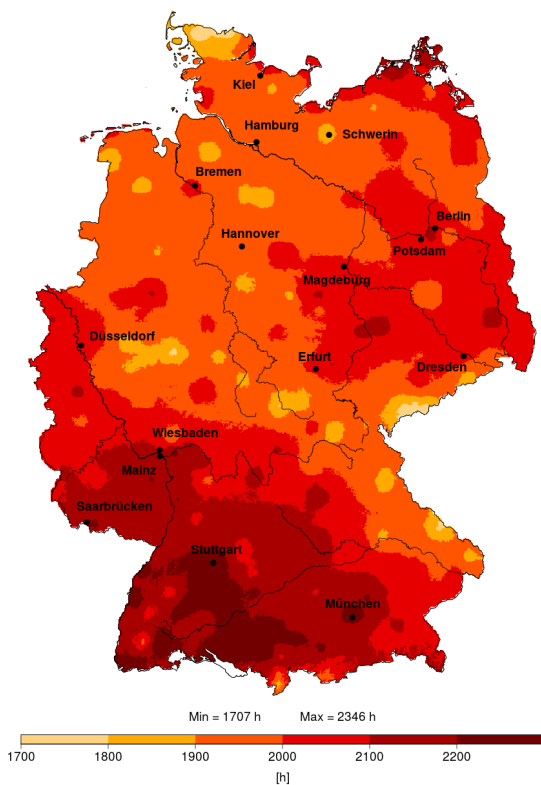 Kiel
Hamburg
Schwerin
Bremen
Berlin
Hannover
Potsdam
Magdeburg
Düsseldorf
Erfurt
Dresden
Wiesbaden
Mainz
Saarbrücken
Stuttgart
München
Min = 1707 h Max = 2346 h
1700 1800 1900 2000 2100 2200
[h]